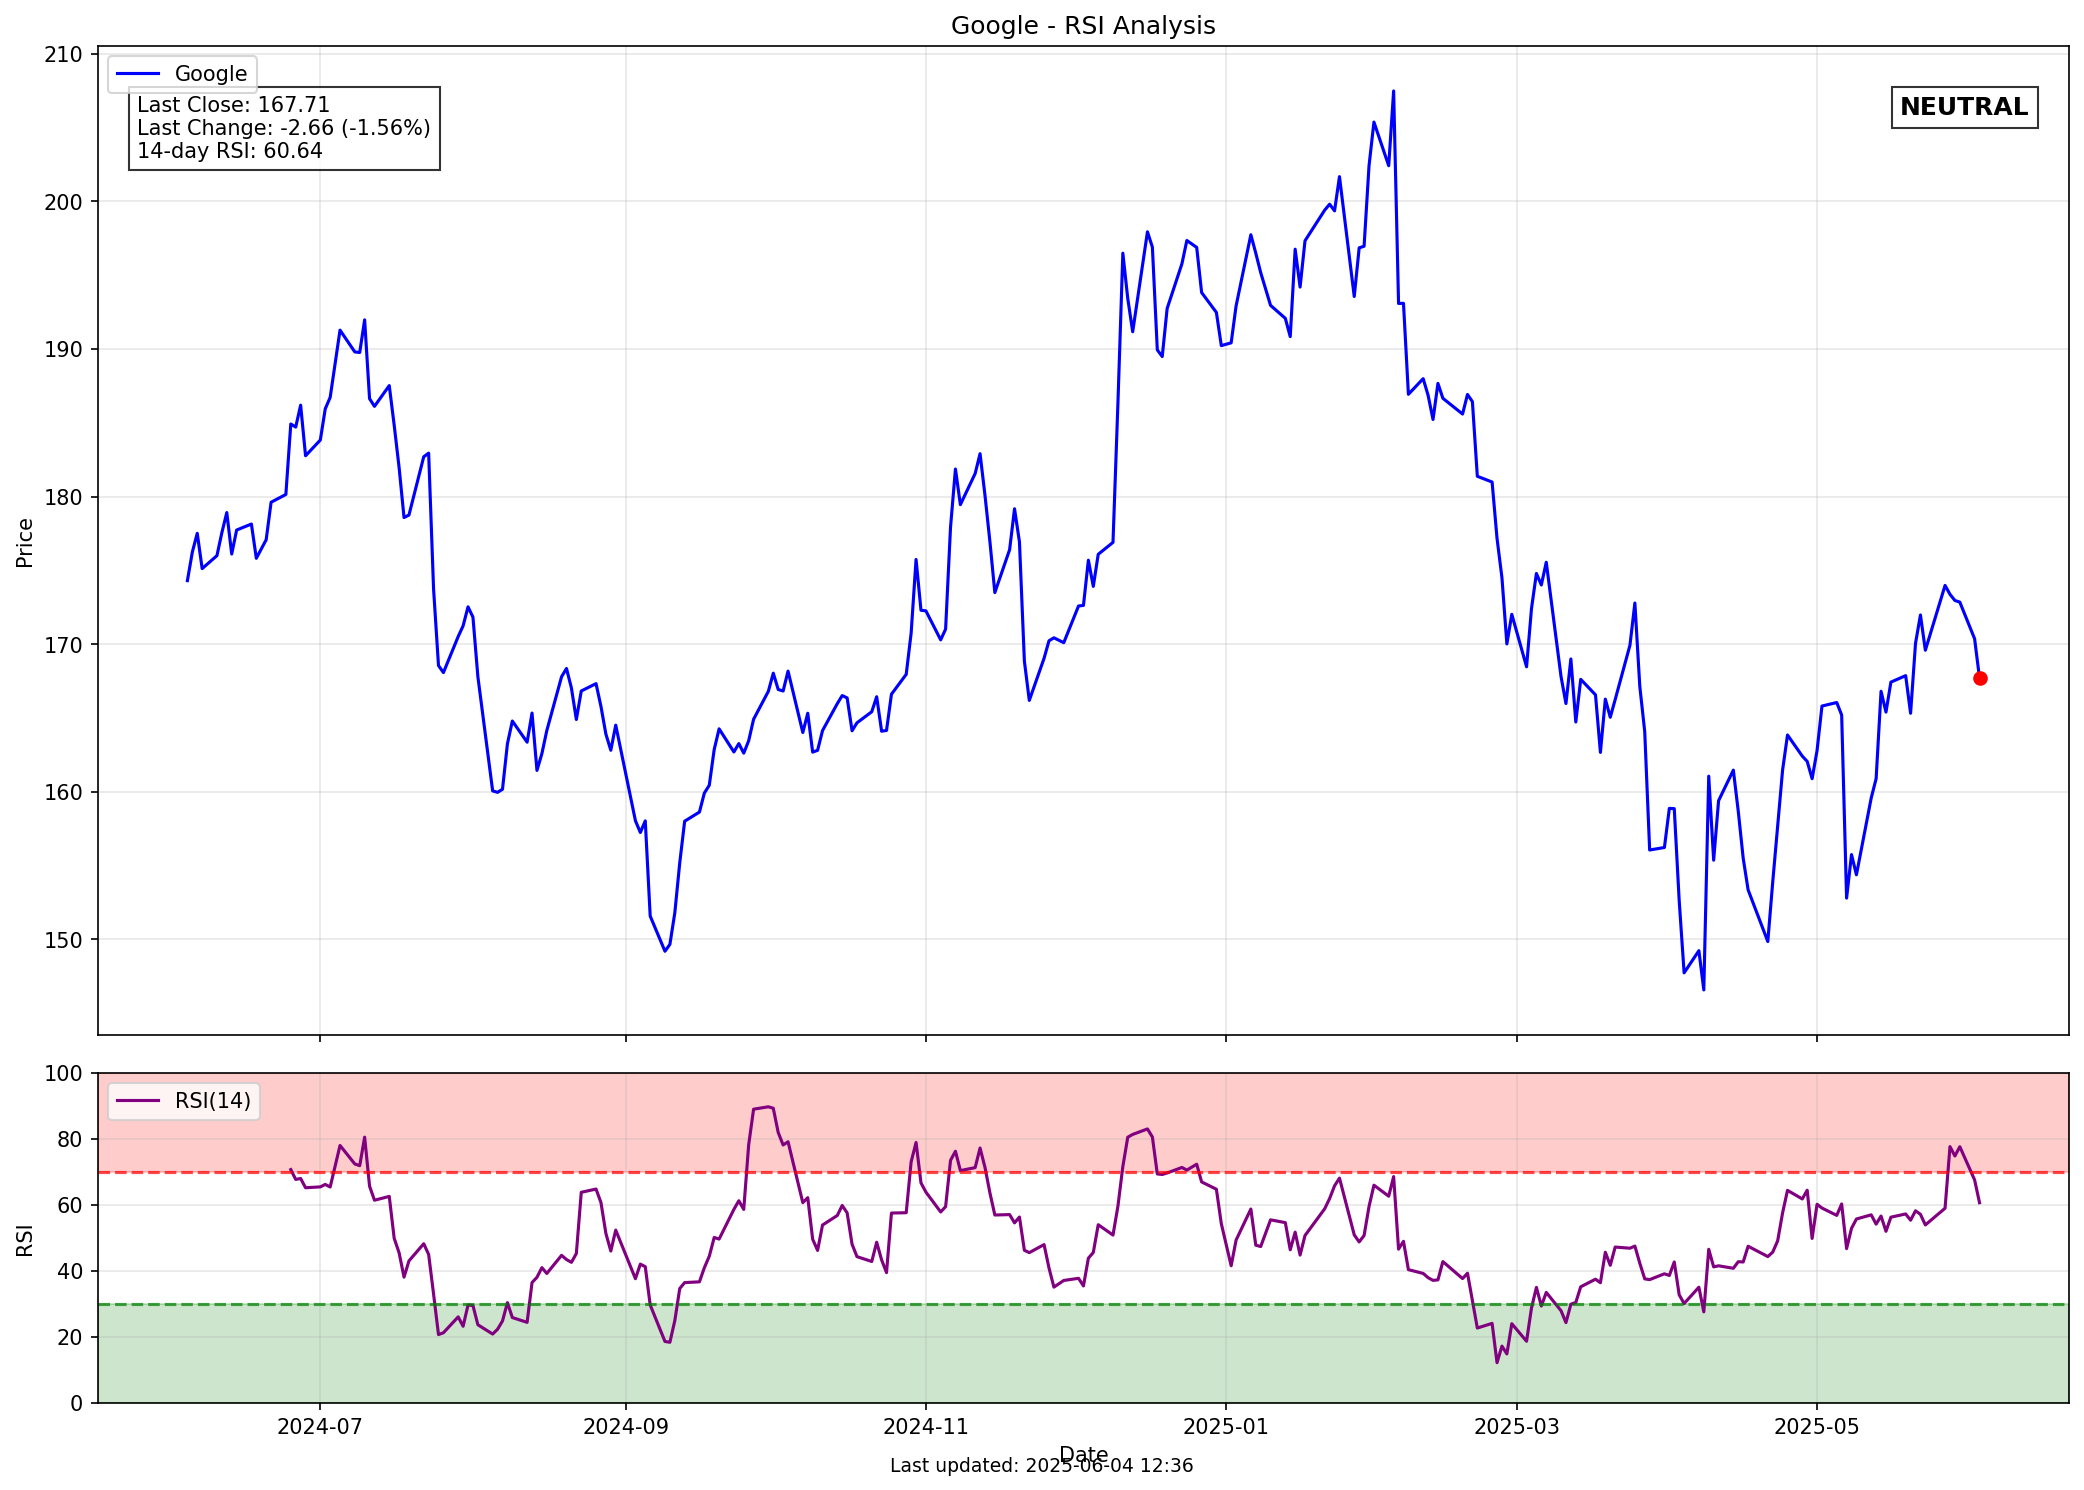 Google - RSI Analysis
210
200
190
180
170
160
150
Price
Google
Last Close: 167.71
Last Change: -2.66 (-1.56%)
14-day RSI: 60.64
NEUTRAL
100
80
60
40
20
0
RSI
RSI(14)
2024-07
2024-09
2024-11
2025-01
2025-03
2025-05
Date
Last updated: 2025-06-04 12:36